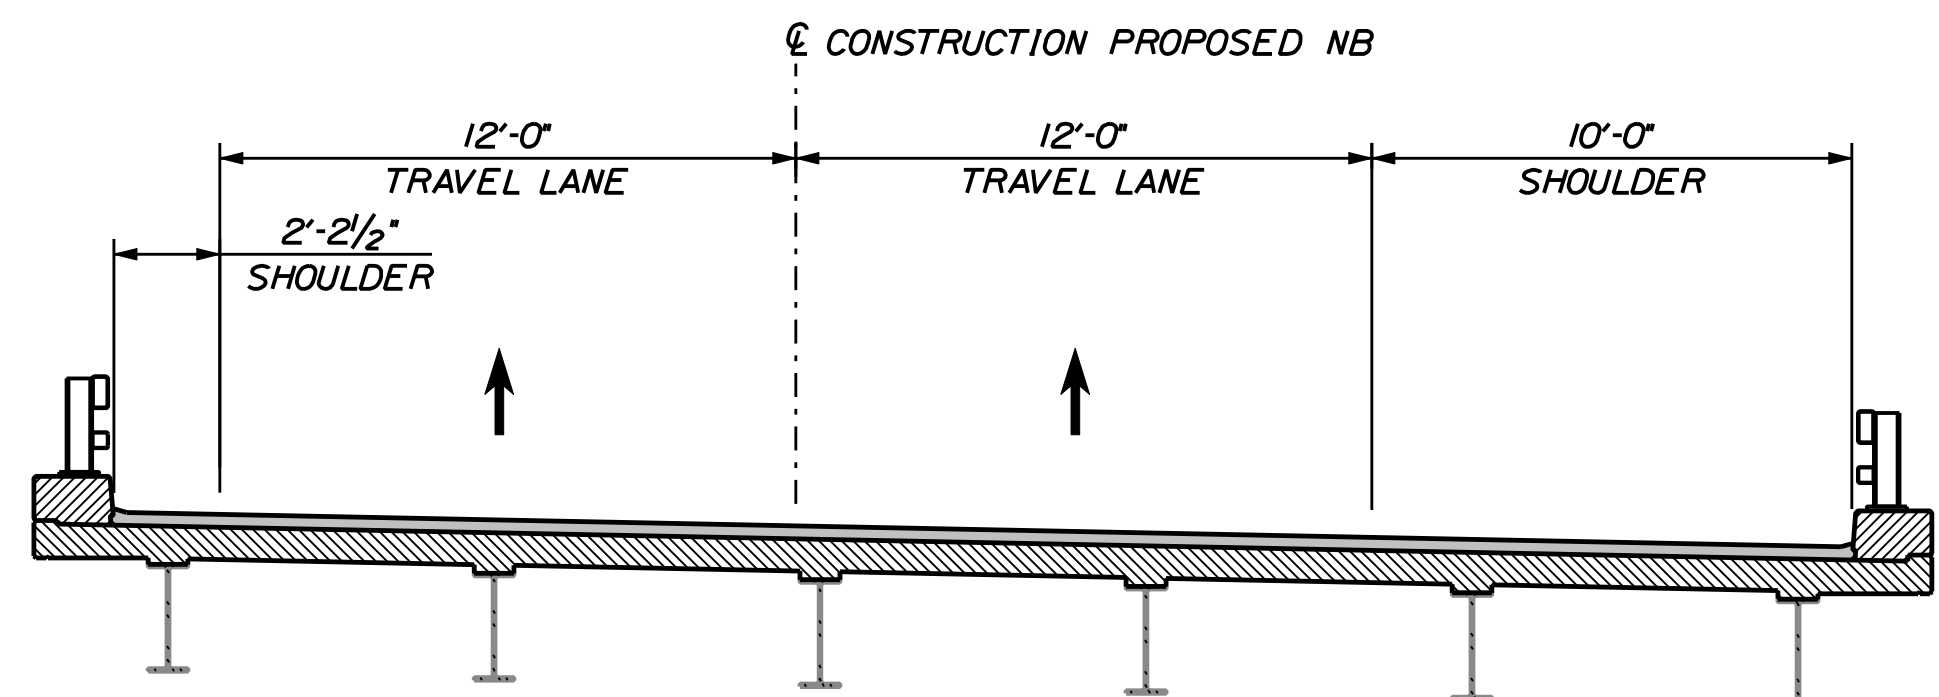 ℄ CONSTRUCTION PROPOSED NB
12'-0" 12'-0" 10'-0"
TRAVEL LANE TRAVEL LANE SHOULDER
2'-2½"
SHOULDER